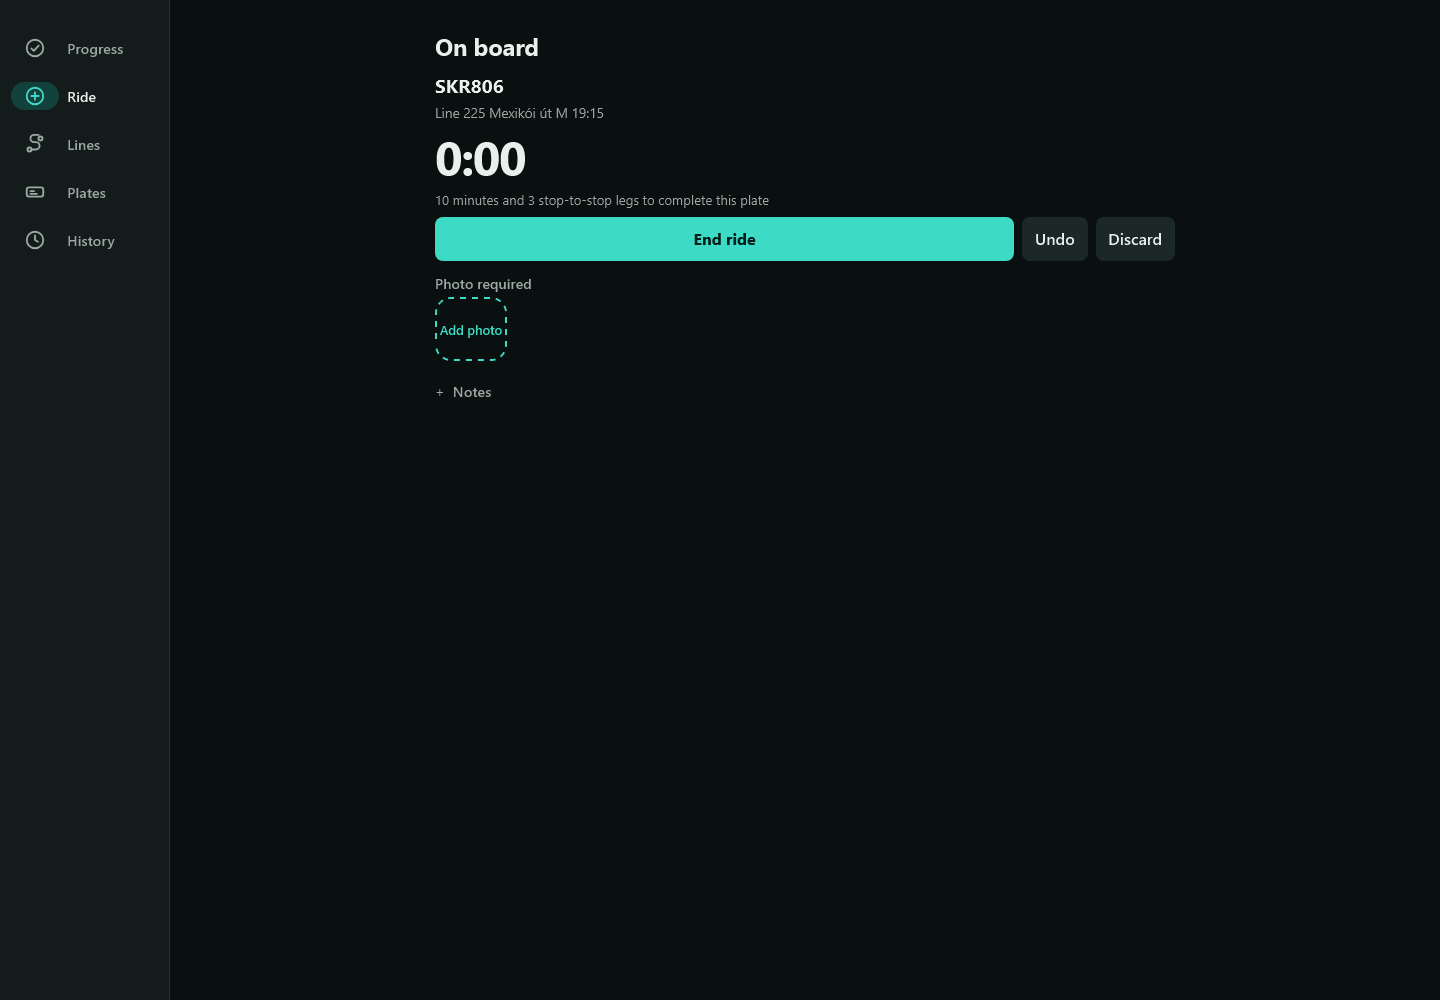 Progress
Ride
Lines
Plates
History
On board
SKR806
Line 225 Mexikói út M 19:15
0:00
10 minutes and 3 stop-to-stop legs to complete this plate
End ride
Undo
Discard
Photo required
Add photo
+ Notes